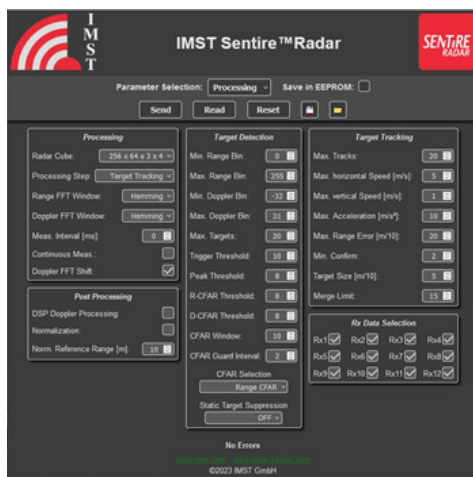 IMST
IMST Sentire™Radar
SENTIRE
RADAR
Parameter Selection: Processing
Save in EEPROM:
Send
Read
Reset
Processing
Radar Cube: 256 x 64 x 3 x 4
Processing Step: Target Tracking
Range FFT Window: Hamming
Doppler FFT Window: Hamming
Meas. Interval [ms]: 0
Continuous Meas.:
Doppler FFT Shift:
Post Processing
DSP Doppler Processing:
Normalization:
Norm. Reference Range [m]: 10
Target Detection
Min. Range Bin: 0
Max. Range Bin: 255
Min. Doppler Bin: -32
Max. Doppler Bin: 31
Max. Targets: 20
Trigger Threshold: 10
Peak Threshold: 8
R-CFAR Threshold: 8
D-CFAR Threshold: 8
CFAR Window: 10
CFAR Guard Interval: 2
CFAR Selection
Range CFAR
Static Target Suppression
OFF
Target Tracking
Max. Tracks: 20
Max. horizontal Speed [m/s]: 5
Max. vertical Speed [m/s]: 1
Max. Acceleration [m/s²]: 10
Max. Range Error [m/10]: 20
Min. Confirm: 2
Target Size [m/10]: 5
Merge Limit: 15
Rx Data Selection
Rx1 Rx2 Rx3 Rx4
Rx5 Rx6 Rx7 Rx8
Rx9 Rx10 Rx11 Rx12
No Errors
www.imst.com www.radar-sensor.com
©2023 IMST GmbH